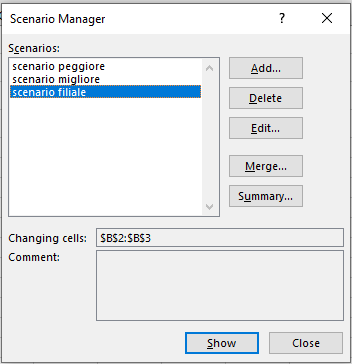 Scenario Manager
Scenarios:
scenario peggiore
scenario migliore
scenario filiale
Add...
Delete
Edit...
Merge...
Summary...
Changing cells: $B$2:$B$3
Comment:
Show Close